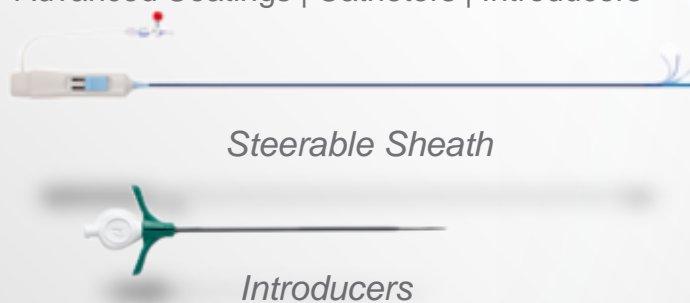 Advanced Coatings | Catheters | Introducers
Steerable Sheath
Introducers